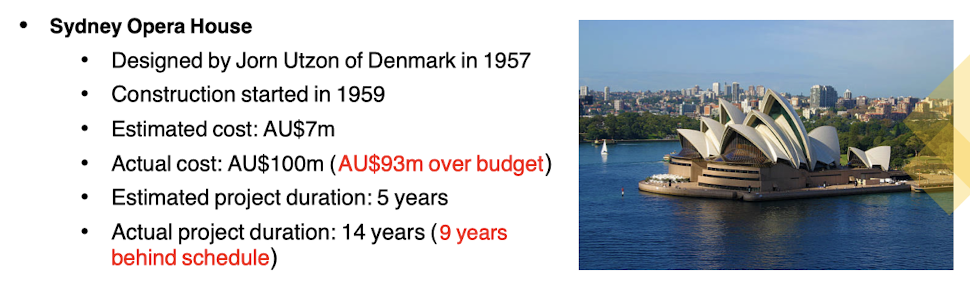 • Sydney Opera House
• Designed by Jorn Utzon of Denmark in 1957
• Construction started in 1959
• Estimated cost: AU$7m
• Actual cost: AU$100m (AU$93m over budget)
• Estimated project duration: 5 years
• Actual project duration: 14 years (9 years
behind schedule)